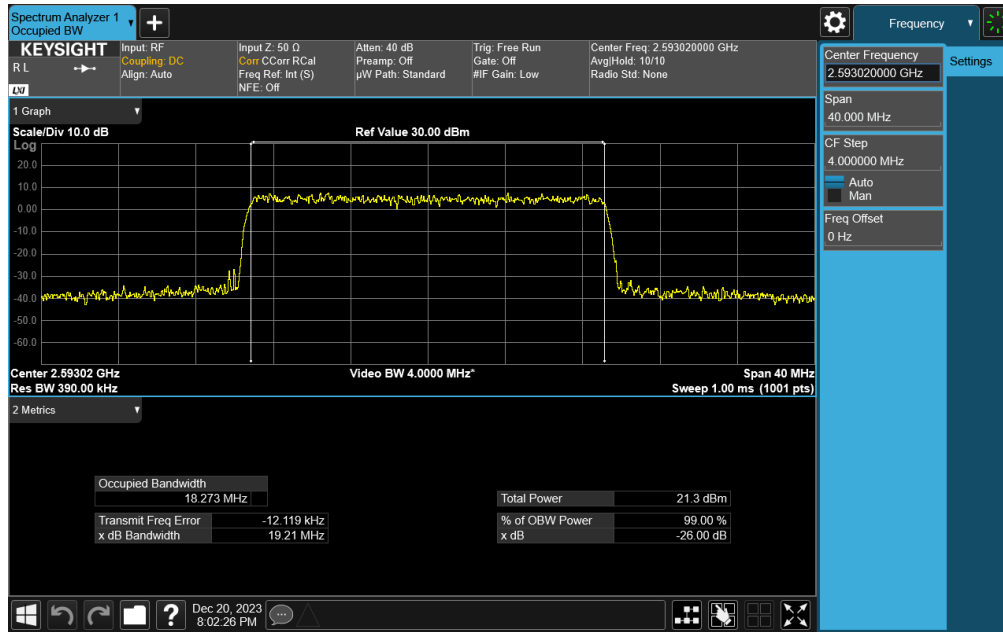 Spectrum Analyzer 1
Occupied BW
Frequency
KEYSIGHT
R L
LXI
Input: RF
Coupling: DC
Align: Auto
Input Z: 50 Ω
Corr CCorr RCal
Freq Ref: Int (S)
NFE: Off
Atten: 40 dB
Preamp: Off
µW Path: Standard
Trig: Free Run
Gate: Off
#IF Gain: Low
Center Freq: 2.593020000 GHz
Avg|Hold: 10/10
Radio Std: None
Center Frequency
2.593020000 GHz
Settings
Span
40.000 MHz
CF Step
4.000000 MHz
Auto
Man
Freq Offset
0 Hz
1 Graph
Scale/Div 10.0 dB
Ref Value 30.00 dBm
Log
20.0
10.0
0.00
-10.0
-20.0
-30.0
-40.0
-50.0
-60.0
Center 2.59302 GHz
Video BW 4.0000 MHz*
Span 40 MHz
Res BW 390.00 kHz
Sweep 1.00 ms (1001 pts)
2 Metrics
Occupied Bandwidth
18.273 MHz
Total Power 21.3 dBm
Transmit Freq Error -12.119 kHz
% of OBW Power 99.00 %
x dB Bandwidth 19.21 MHz
x dB -26.00 dB
?
Dec 20, 2023
8:02:26 PM